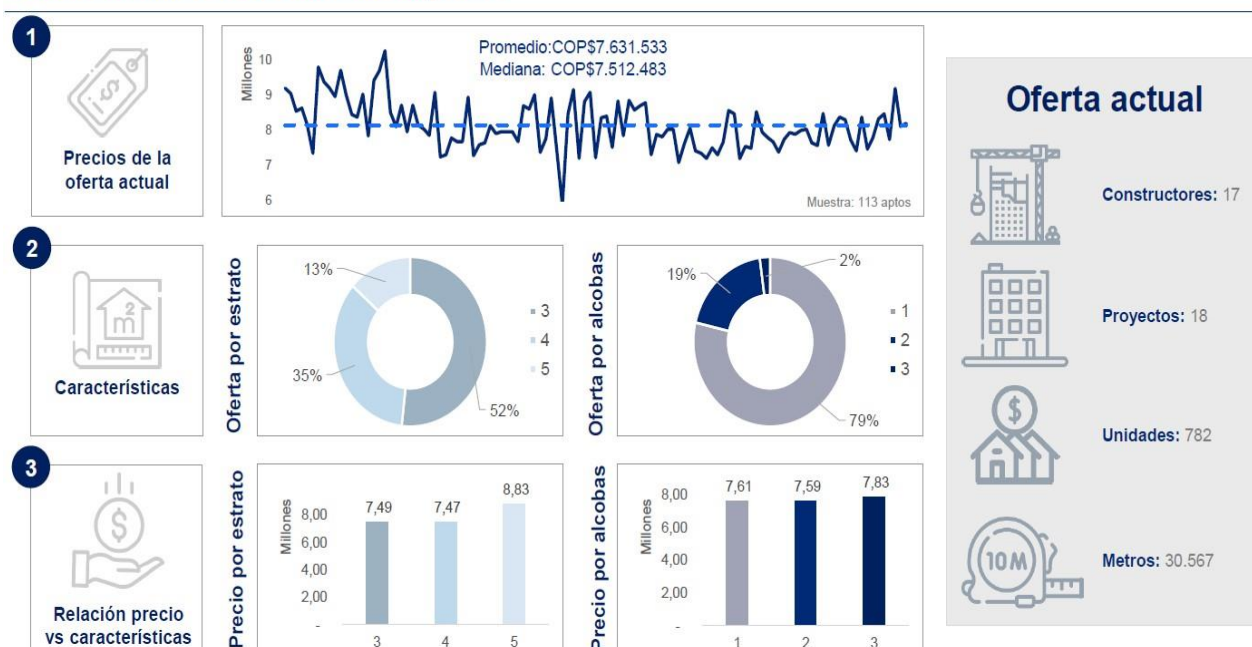 1
Precios de la
oferta actual
Millones
10
9
8
7
6
Promedio:COP$7.631.533
Mediana: COP$7.512.483
Muestra: 113 aptos
2
m2
Características
Oferta por estrato
13%
35%
52%
3
4
5
Oferta por alcobas
19%
2%
79%
1
2
3
3
Relación precio
vs características
Precio por estrato
Millones
8,00
6,00
4,00
2,00
-
7,49
7,47
8,83
3
4
5
Precio por alcobas
Millones
8,00
6,00
4,00
2,00
-
7,61
7,59
7,83
1
2
3
Oferta actual
Constructores: 17
Proyectos: 18
Unidades: 782
10M
Metros: 30.567